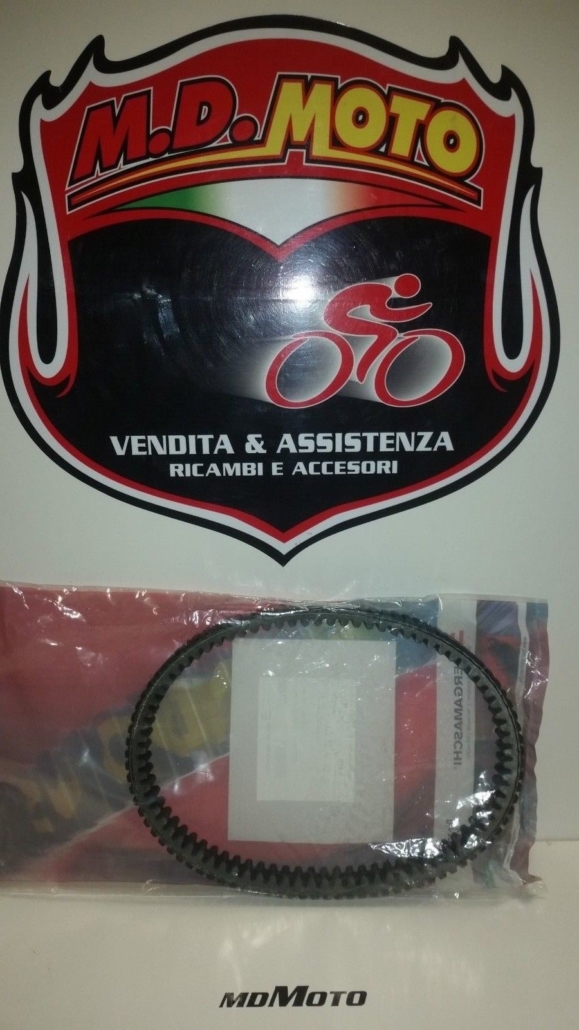 M.D. MOTO
VENDITA & ASSISTENZA
RICAMBI E ACCESORI
MDMOTO